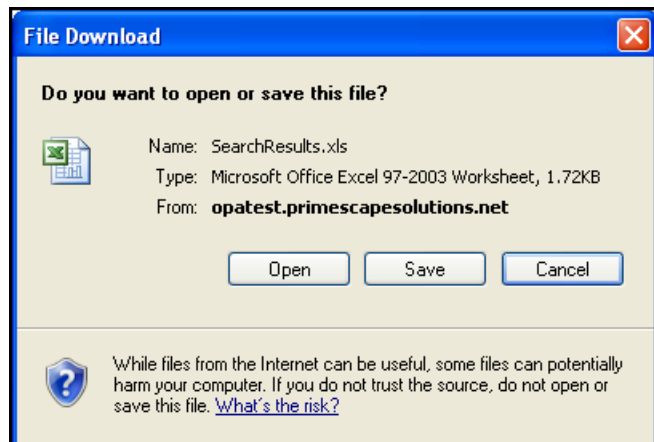 File Download
Do you want to open or save this file?
Name: SearchResults.xls
Type: Microsoft Office Excel 97-2003 Worksheet, 1.72KB
From: opatest.primescapesolutions.net
Open Save Cancel
While files from the Internet can be useful, some files can potentially
harm your computer. If you do not trust the source, do not open or
save this file. What's the risk?